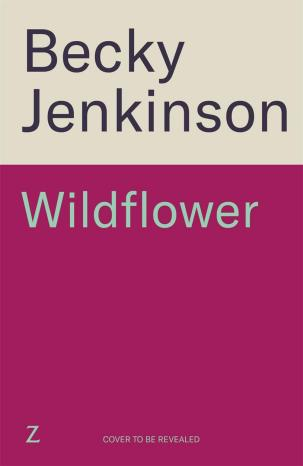 Becky
Jenkinson
Wildflower
Z
COVER TO BE REVEALED